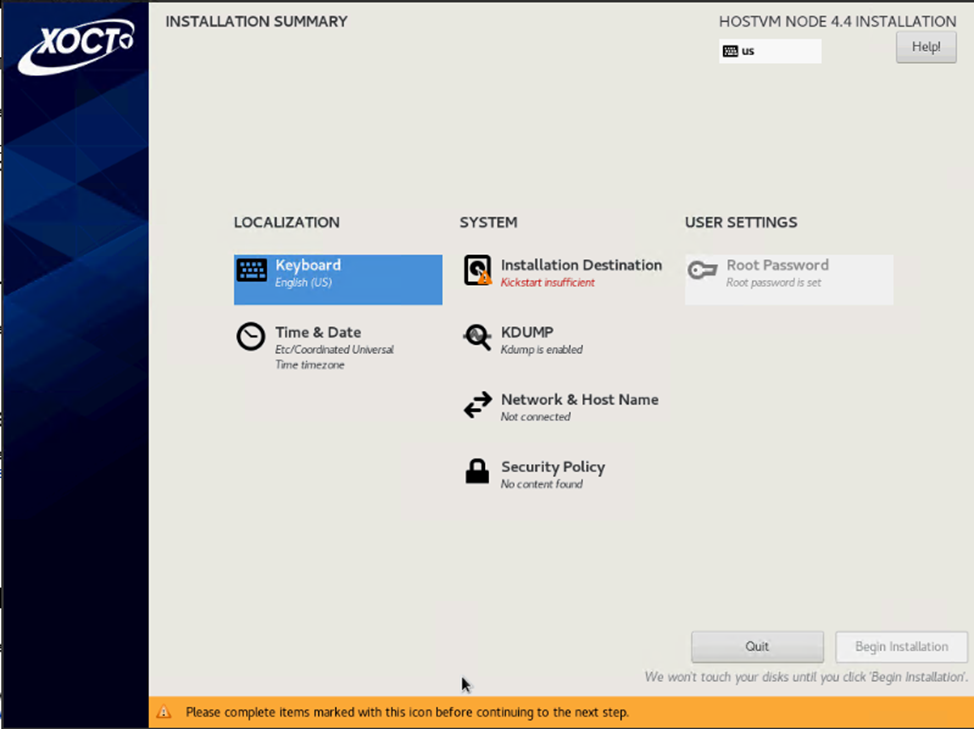 ХОСТ
INSTALLATION SUMMARY
HOSTVM NODE 4.4 INSTALLATION
us
Help!
LOCALIZATION
Keyboard
English (US)
Time & Date
Etc/Coordinated Universal
Time timezone
SYSTEM
Installation Destination
Kickstart insufficient
KDUMP
Kdump is enabled
Network & Host Name
Not connected
Security Policy
No content found
USER SETTINGS
Root Password
Root password is set
Quit
Begin Installation
We won't touch your disks until you click 'Begin Installation'.
Please complete items marked with this icon before continuing to the next step.